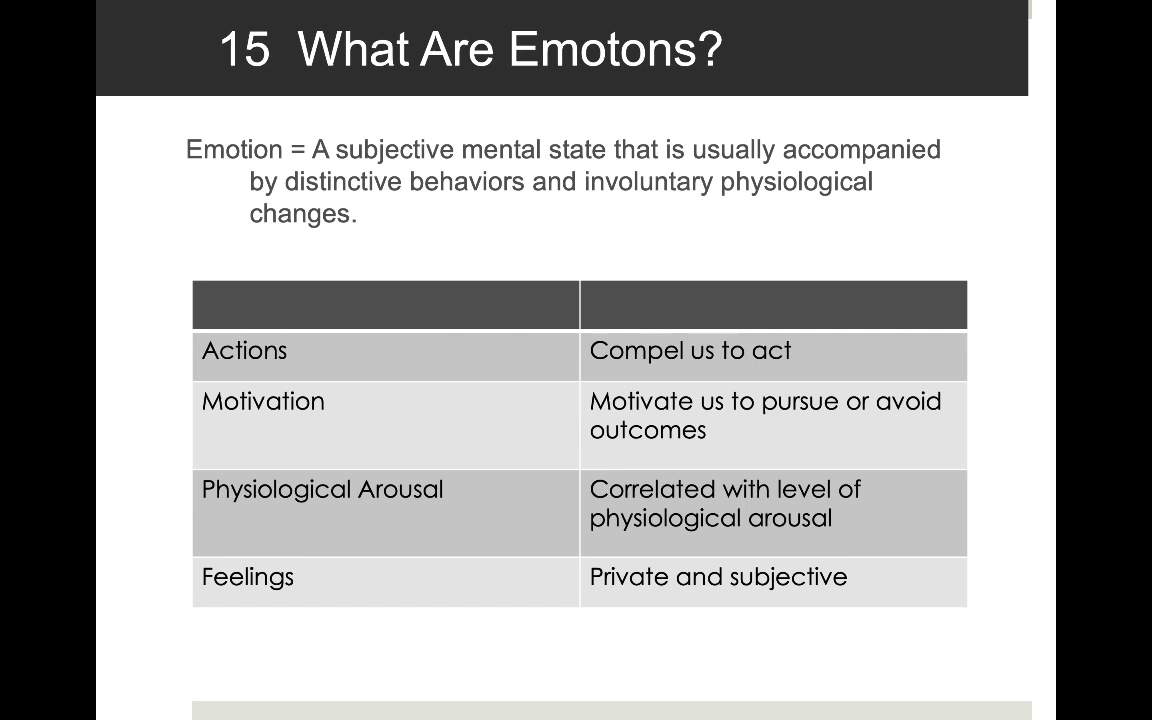 15 What Are Emotons?
Emotion = A subjective mental state that is usually accompanied
by distinctive behaviors and involuntary physiological
changes.
Actions
Compel us to act
Motivation
Motivate us to pursue or avoid
outcomes
Physiological Arousal
Correlated with level of
physiological arousal
Feelings
Private and subjective